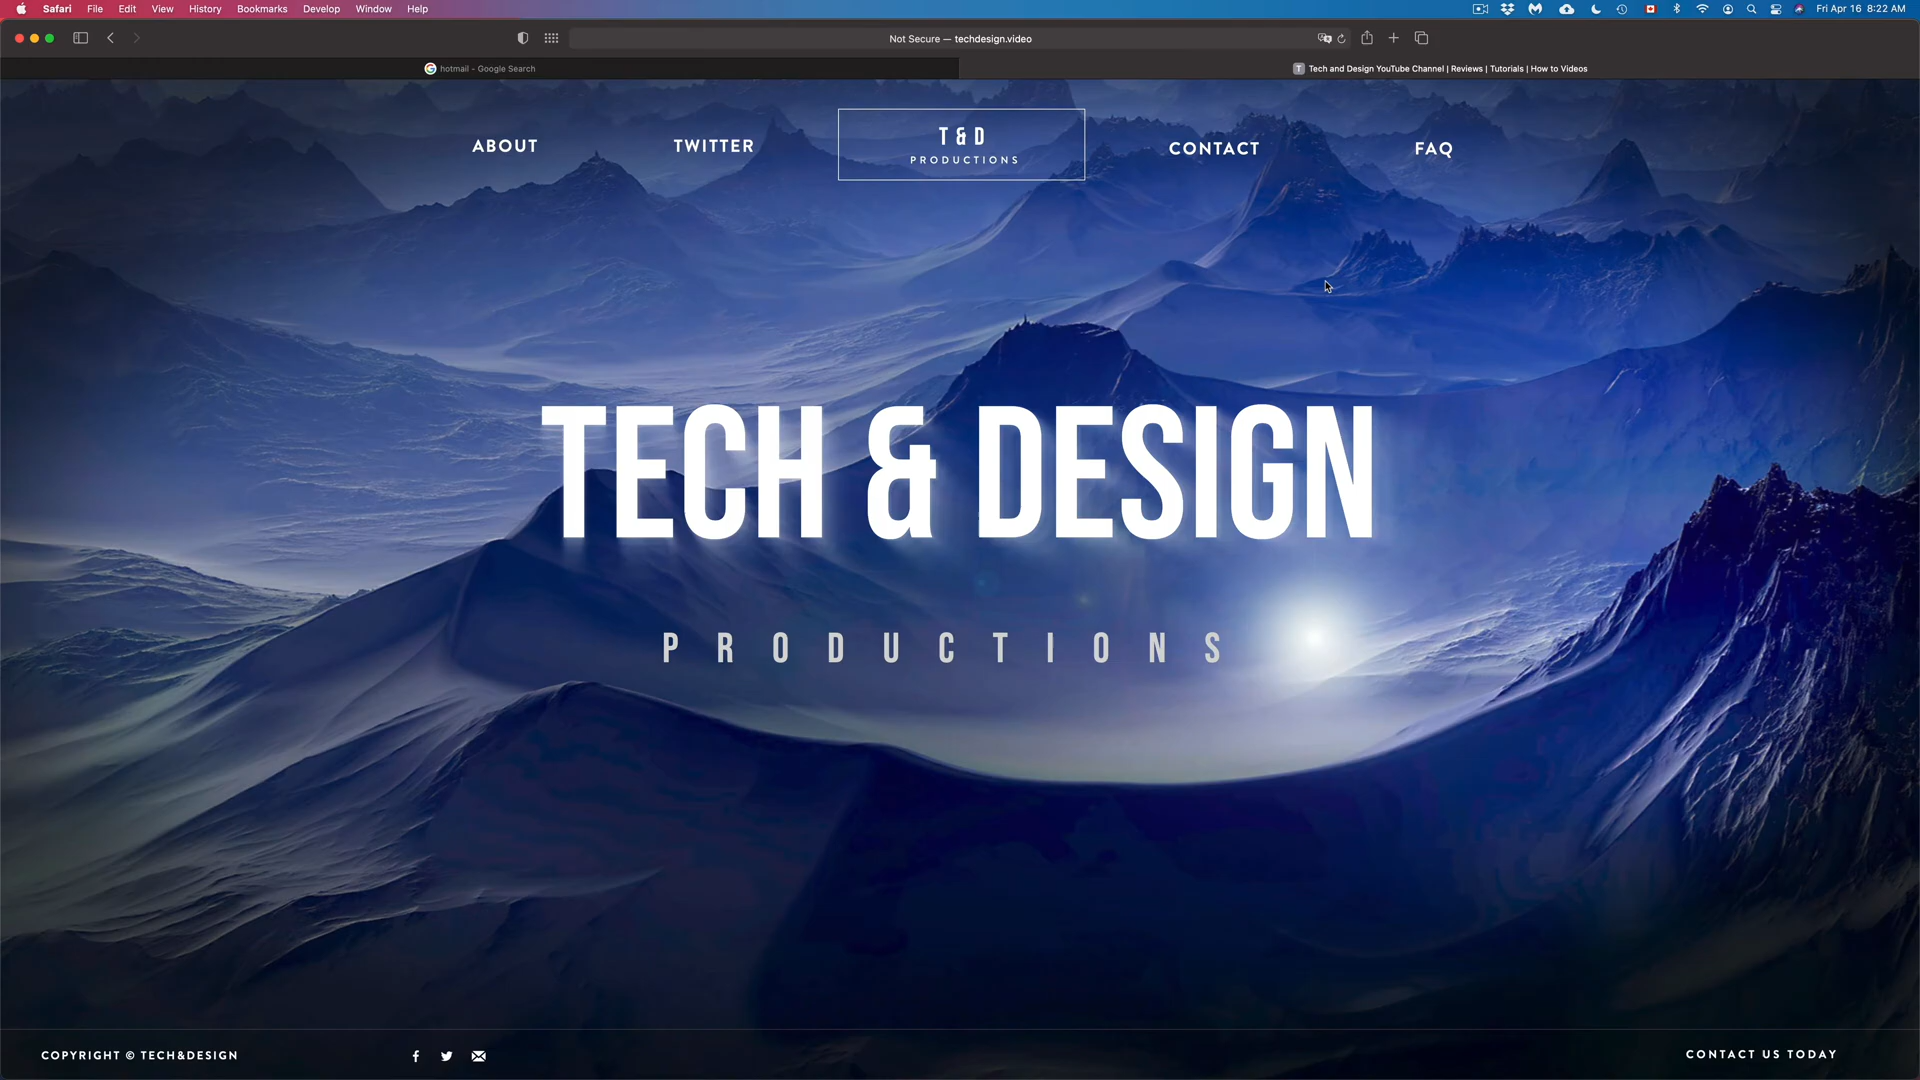 Safari File Edit View History Bookmarks Develop Window Help Fri Apr 16 8:22 AM
Not Secure — techdesign.video
hotmail - Google Search
T Tech and Design YouTube Channel | Reviews | Tutorials | How to Videos
ABOUT TWITTER T & D CONTACT FAQ
PRODUCTIONS
TECH & DESIGN
PRODUCTIONS
COPYRIGHT © TECH&DESIGN
CONTACT US TODAY